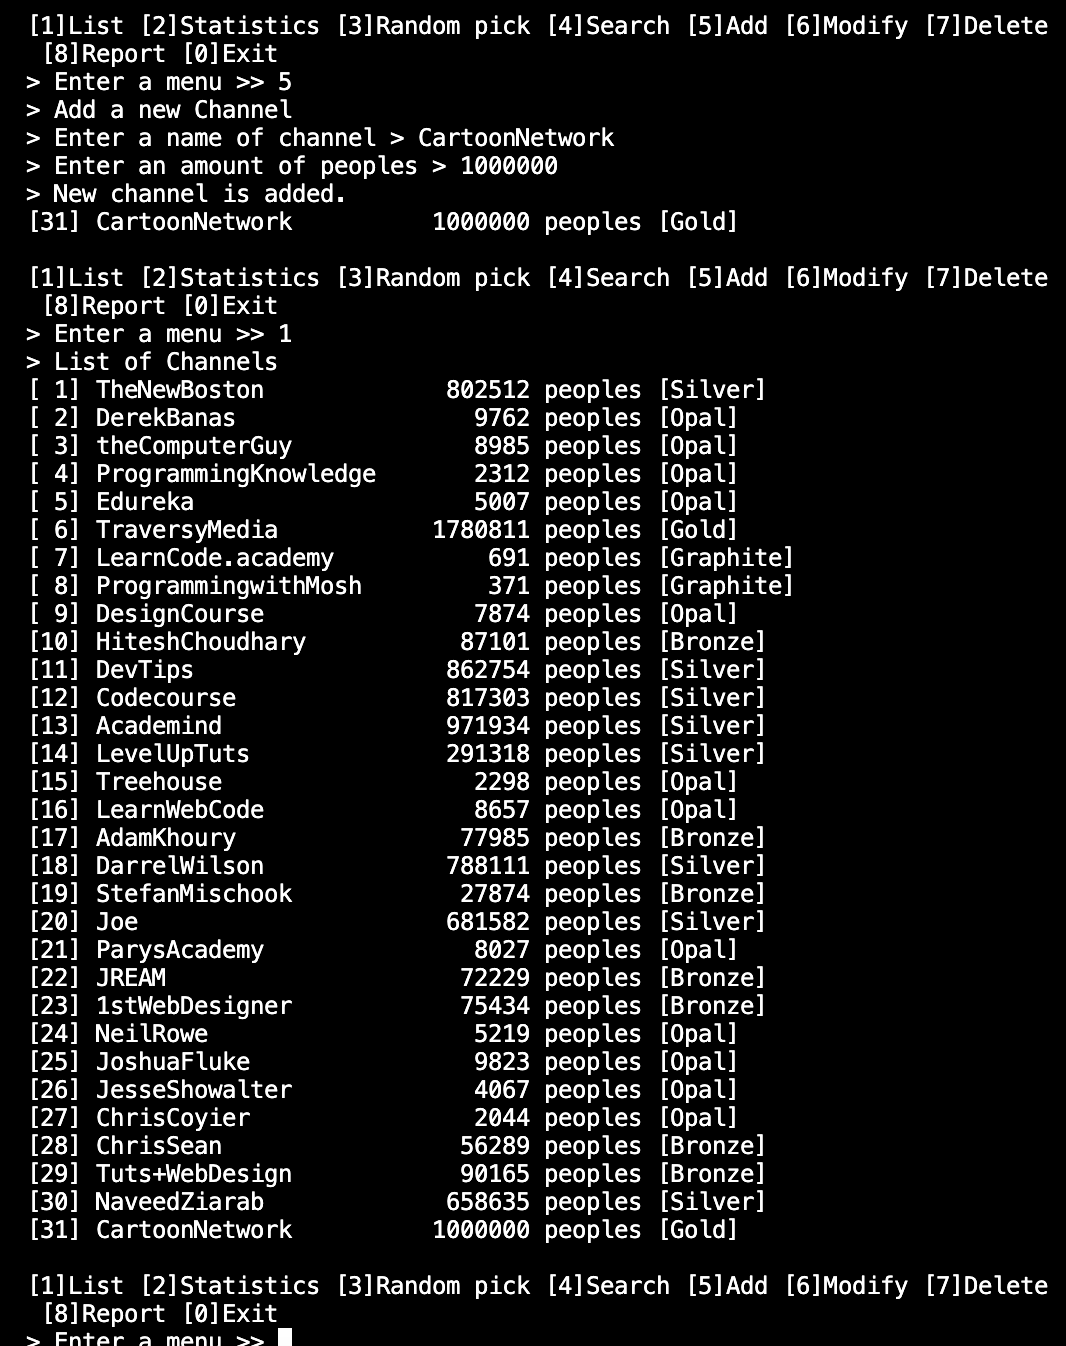 [1]List [2]Statistics [3]Random pick [4]Search [5]Add [6]Modify [7]Delete
[8]Report [0]Exit
> Enter a menu >> 5
> Add a new Channel
> Enter a name of channel > CartoonNetwork
> Enter an amount of peoples > 1000000
> New channel is added.
[31] CartoonNetwork 1000000 peoples [Gold]
[1]List [2]Statistics [3]Random pick [4]Search [5]Add [6]Modify [7]Delete
[8]Report [0]Exit
> Enter a menu >> 1
> List of Channels
[ 1] TheNewBoston 802512 peoples [Silver]
[ 2] DerekBanas 9762 peoples [Opal]
[ 3] theComputerGuy 8985 peoples [Opal]
[ 4] ProgrammingKnowledge 2312 peoples [Opal]
[ 5] Edureka 5007 peoples [Opal]
[ 6] TraversyMedia 1780811 peoples [Gold]
[ 7] LearnCode.academy 691 peoples [Graphite]
[ 8] ProgrammingwithMosh 371 peoples [Graphite]
[ 9] DesignCourse 7874 peoples [Opal]
[10] HiteshChoudhary 87101 peoples [Bronze]
[11] DevTips 862754 peoples [Silver]
[12] Codecourse 817303 peoples [Silver]
[13] Academind 971934 peoples [Silver]
[14] LevelUpTuts 291318 peoples [Silver]
[15] Treehouse 2298 peoples [Opal]
[16] LearnWebCode 8657 peoples [Opal]
[17] AdamKhoury 77985 peoples [Bronze]
[18] DarrelWilson 788111 peoples [Silver]
[19] StefanMischook 27874 peoples [Bronze]
[20] Joe 681582 peoples [Silver]
[21] ParysAcademy 8027 peoples [Opal]
[22] JREAM 72229 peoples [Bronze]
[23] 1stWebDesigner 75434 peoples [Bronze]
[24] NeilRowe 5219 peoples [Opal]
[25] JoshuaFluke 9823 peoples [Opal]
[26] JesseShowalter 4067 peoples [Opal]
[27] ChrisCoyier 2044 peoples [Opal]
[28] ChrisSean 56289 peoples [Bronze]
[29] Tuts+WebDesign 90165 peoples [Bronze]
[30] NaveedZiarab 658635 peoples [Silver]
[31] CartoonNetwork 1000000 peoples [Gold]
[1]List [2]Statistics [3]Random pick [4]Search [5]Add [6]Modify [7]Delete
[8]Report [0]Exit
> Enter a menu >>